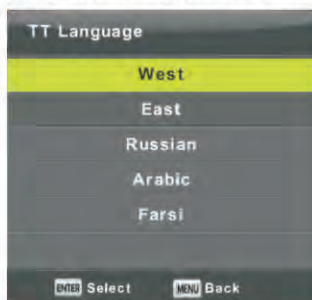 TT Language
West
East
Russian
Arabic
Farsi
ENTER Select MENU Back